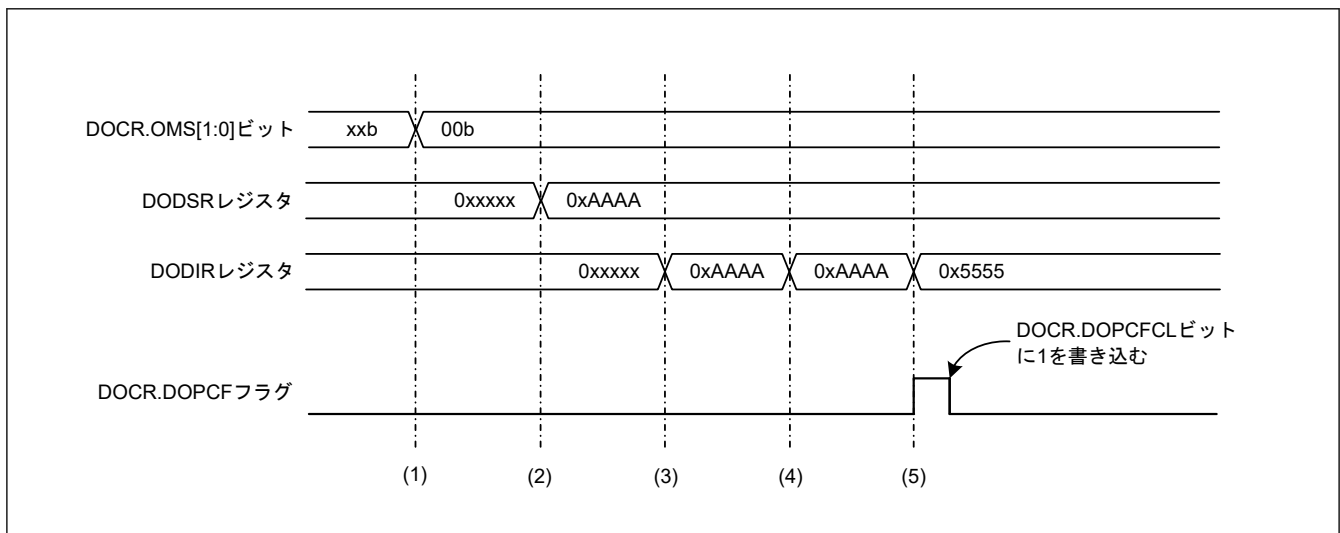 DOCR.OMS[1:0]ビット xxb 00b
DODSRレジスタ 0xxxxx 0xAAAA
DODIRレジスタ 0xxxxx 0xAAAA 0xAAAA 0x5555
DOCR.DOPCFCLビット
に1を書き込む
DOCR.DOPCFフラグ
(1) (2) (3) (4) (5)